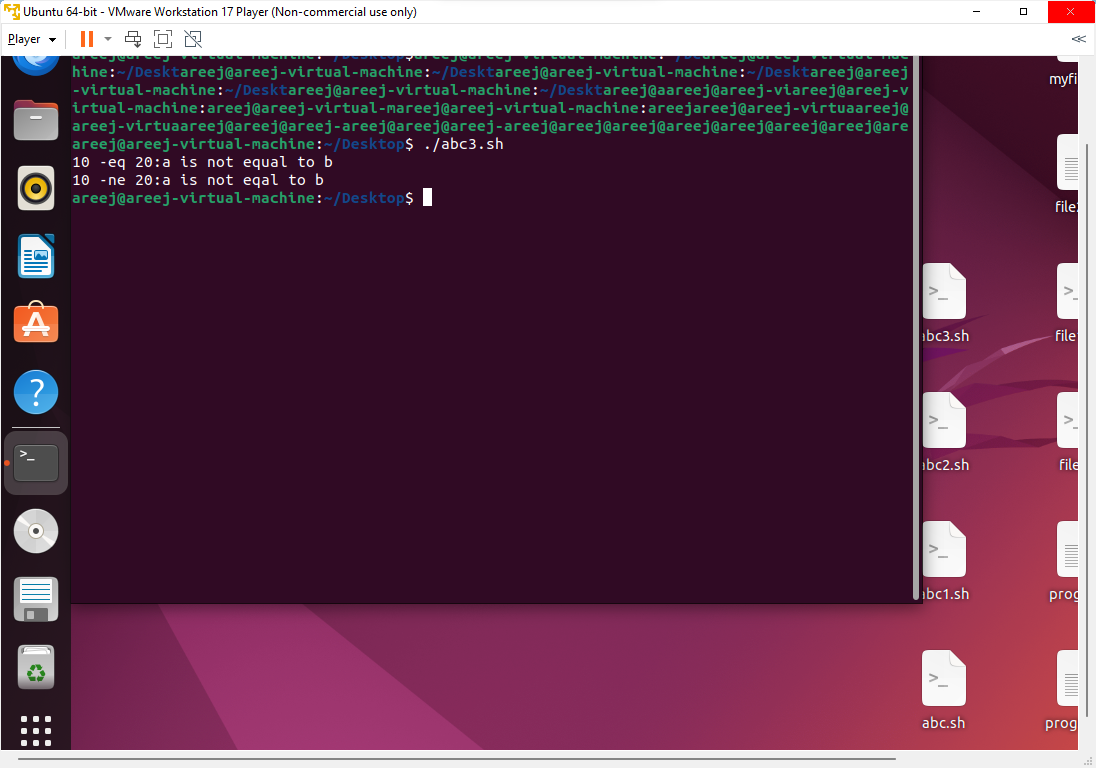 Ubuntu 64-bit - VMware Workstation 17 Player (Non-commercial use only)
Player
hine:~/Desktareej@areej-virtual-machine:~/Desktareej@areej-virtual-machine:~/Desktareej@areej
-virtual-machine:~/Desktareej@areej-virtual-machine:~/Desktareej@aareej@areej-viareej@areej-v
irtual-machine:areej@areej-virtual-mareej@areej-virtual-machine:areejareej@areej-virtuaareej@
areej-virtuaareej@areej@areej-areej@areej@areej-areej@areej@areej@areej@areej@areej@areej@are
areej@areej-virtual-machine:~/Desktop$ ./abc3.sh
10 -eq 20:a is not equal to b
10 -ne 20:a is not eqal to b
areej@areej-virtual-machine:~/Desktop$
myfi
file
abc3.sh
file
abc2.sh
file
abc1.sh
prog
abc.sh
prog